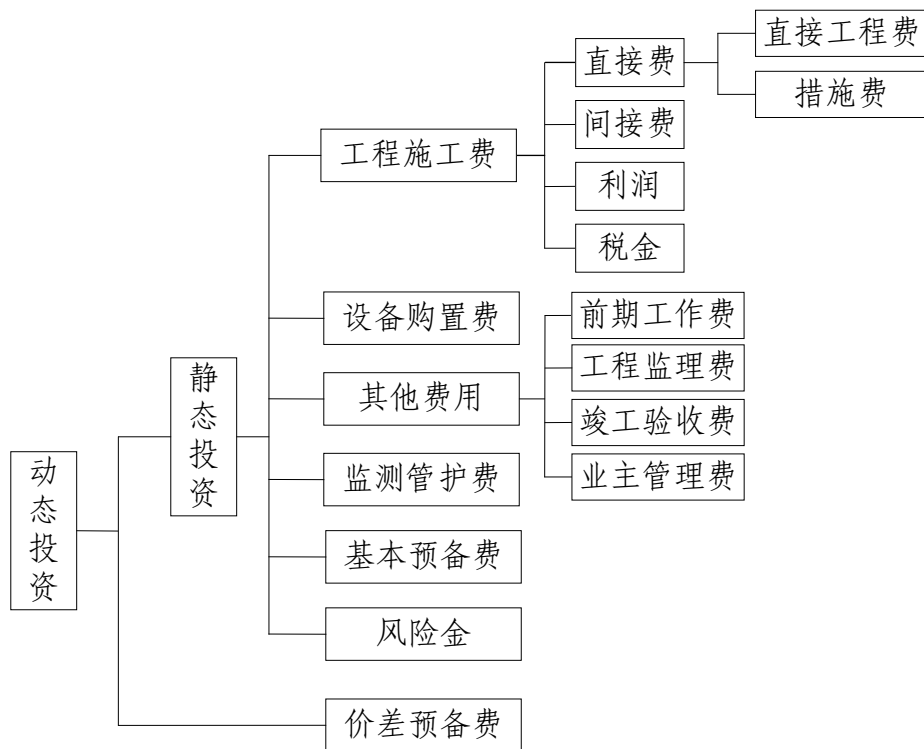 直接工程费
直接费
措施费
间接费
工程施工费
利润
税金
设备购置费
前期工作费
工程监理费
静态投资
其他费用
竣工验收费
动态投资
监测管护费
业主管理费
基本预备费
风险金
价差预备费